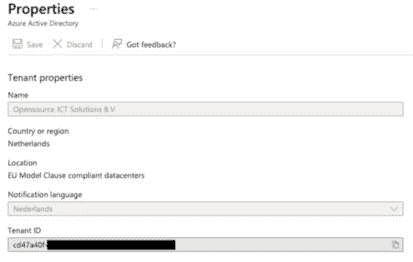 Properties ...
Azure Active Directory
Save Discard Got feedback?
Tenant properties
Name
Opensource ICT Solutions B.V
Country or region
Netherlands
Location
EU Model Clause compliant datacenters
Notification language
Nederlands
Tenant ID
cd47a40f-